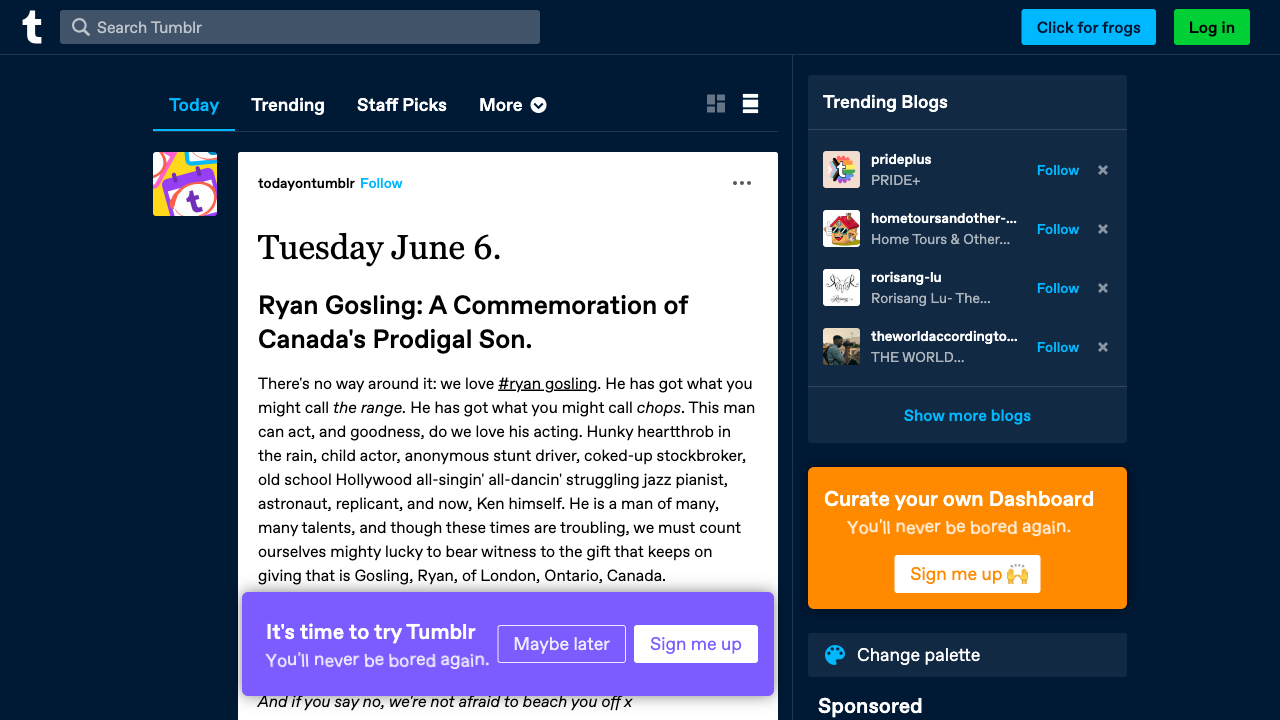 Search Tumblr
Click for frogs
Log in
Today
Trending
Staff Picks
More
todayontumblr Follow
Tuesday June 6.
Ryan Gosling: A Commemoration of
Canada's Prodigal Son.
There's no way around it: we love #ryan gosling. He has got what you
might call the range. He has got what you might call chops. This man
can act, and goodness, do we love his acting. Hunky heartthrob in
the rain, child actor, anonymous stunt driver, coked-up stockbroker,
old school Hollywood all-singin' all-dancin' struggling jazz pianist,
astronaut, replicant, and now, Ken himself. He is a man of many,
many talents, and though these times are troubling, we must count
ourselves mighty lucky to bear witness to the gift that keeps on
giving that is Gosling, Ryan, of London, Ontario, Canada.
It's time to try Tumblr
You'll never be bored again.
Maybe later
Sign me up
And if you say no, we're not afraid to beach you off x
Trending Blogs
prideplus
PRIDE+
Follow
hometoursandother-...
Home Tours & Other...
Follow
rorisang-lu
Rorisang Lu- The...
Follow
theworldaccordingto...
THE WORLD...
Follow
Show more blogs
Curate your own Dashboard
You'll never be bored again.
Sign me up 🙌
Change palette
Sponsored